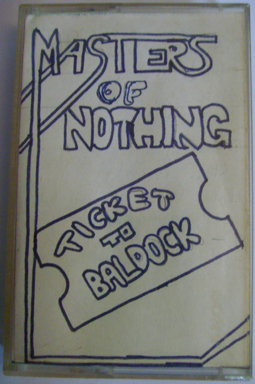 MASTERS
OF
NOTHING
TICKET
TO
BALDOCK